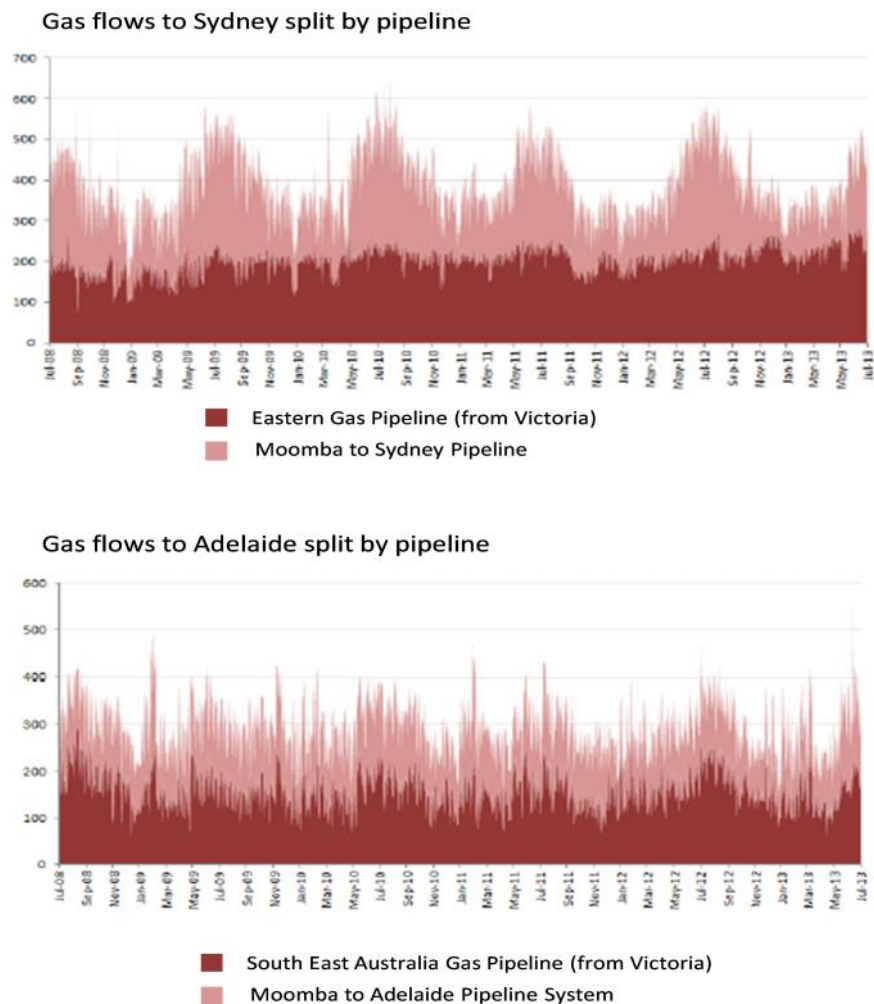 Gas flows to Sydney split by pipeline
700
600
500
400
300
200
100
0
Jul-08
Sep-08
Nov-08
Jan-09
Mar-09
May-09
Jul-09
Sep-09
Nov-09
Jan-10
Mar-10
May-10
Jul-10
Sep-10
Nov-10
Jan-11
Mar-11
May-11
Jul-11
Sep-11
Nov-11
Jan-12
Mar-12
May-12
Jul-12
Sep-12
Nov-12
Jan-13
Mar-13
May-13
Jul-13
Eastern Gas Pipeline (from Victoria)
Moomba to Sydney Pipeline
Gas flows to Adelaide split by pipeline
600
500
400
300
200
100
0
Jul-08
Sep-08
Nov-08
Jan-09
Mar-09
May-09
Jul-09
Sep-09
Nov-09
Jan-10
Mar-10
May-10
Jul-10
Sep-10
Nov-10
Jan-11
Mar-11
May-11
Jul-11
Sep-11
Nov-11
Jan-12
Mar-12
May-12
Jul-12
Sep-12
Nov-12
Jan-13
Mar-13
May-13
Jul-13
South East Australia Gas Pipeline (from Victoria)
Moomba to Adelaide Pipeline System